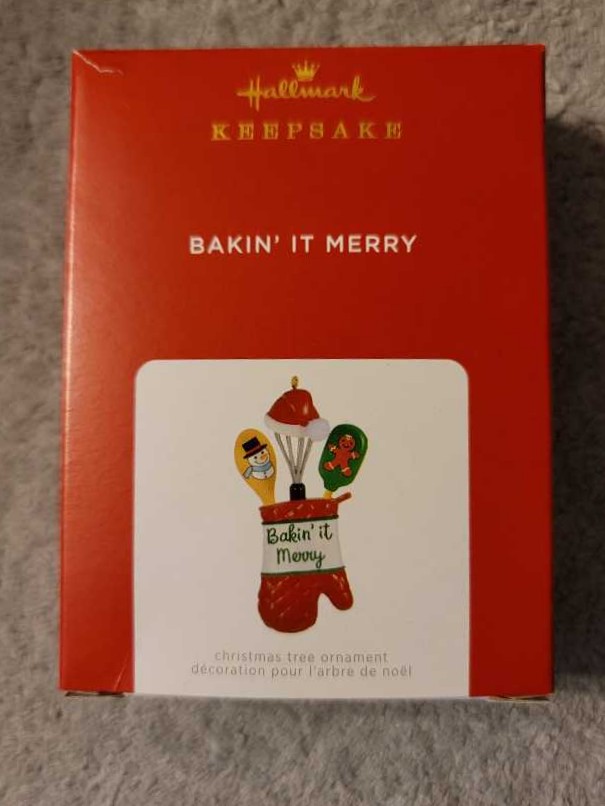 Hallmark
KEEPSAKE
BAKIN' IT MERRY
Bakin' it
Merry
christmas tree ornament
décoration pour l'arbre de noël